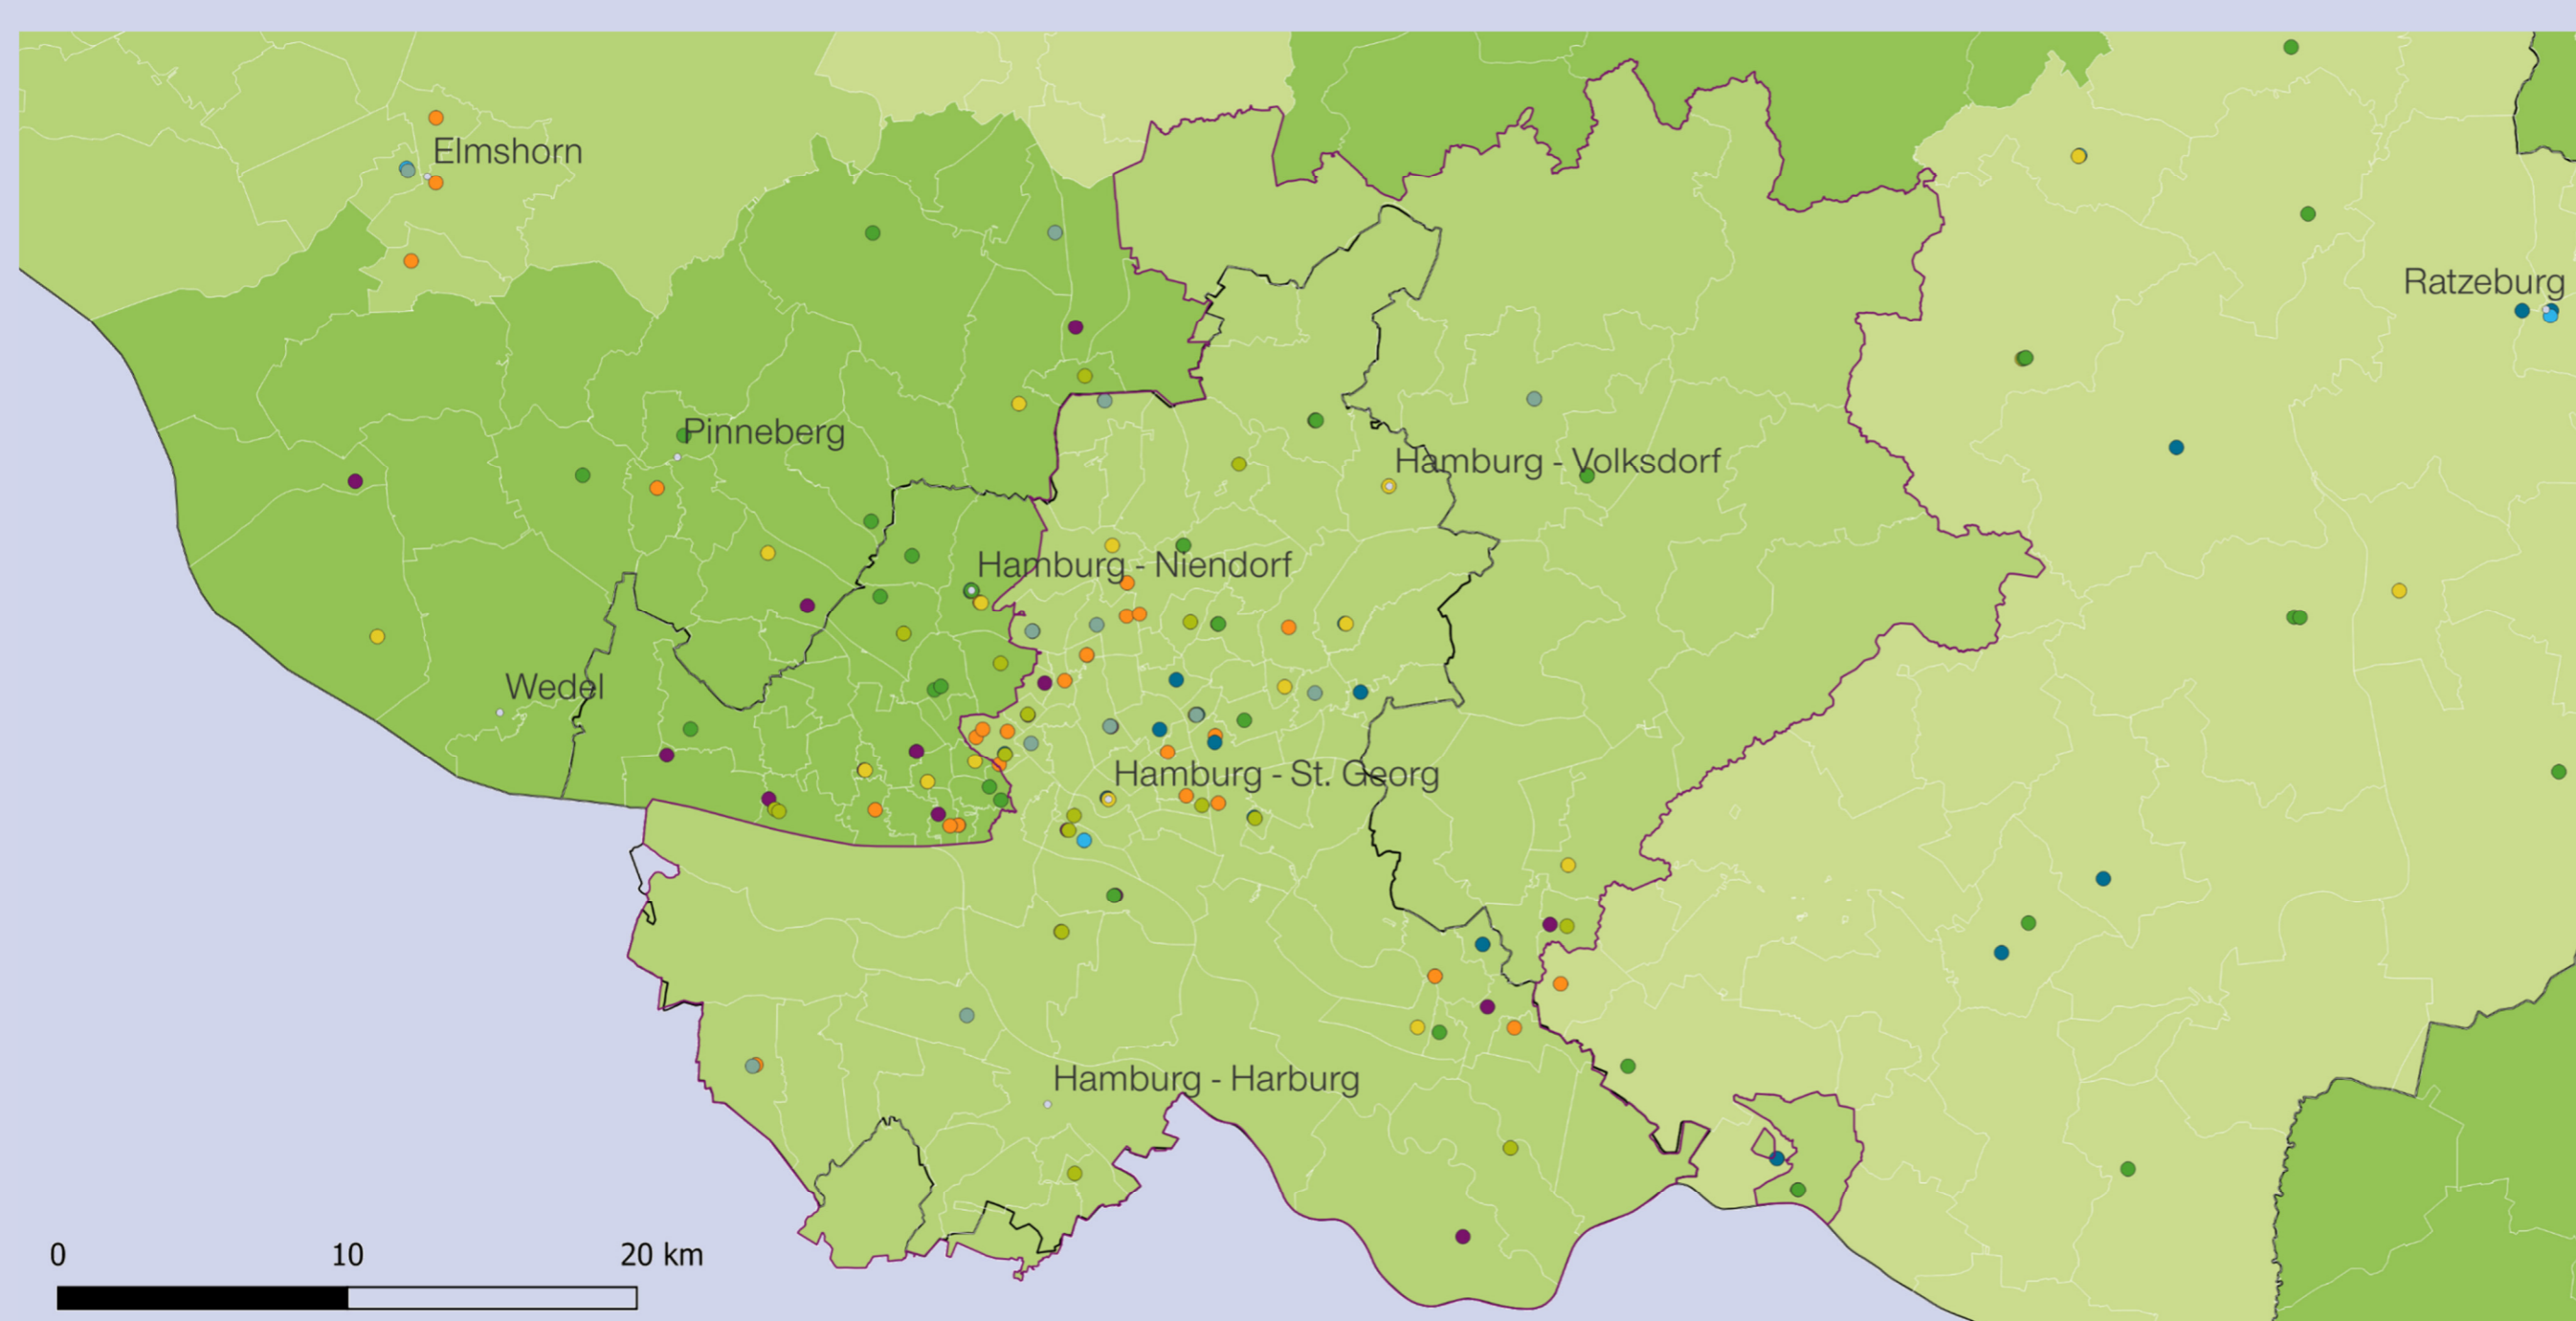 Elmshorn
Ratzeburg
Pinneberg
Hamburg - Volksdorf
Hamburg - Niendorf
Wedel
Hamburg - St. Georg
Hamburg - Harburg
0 10 20 km